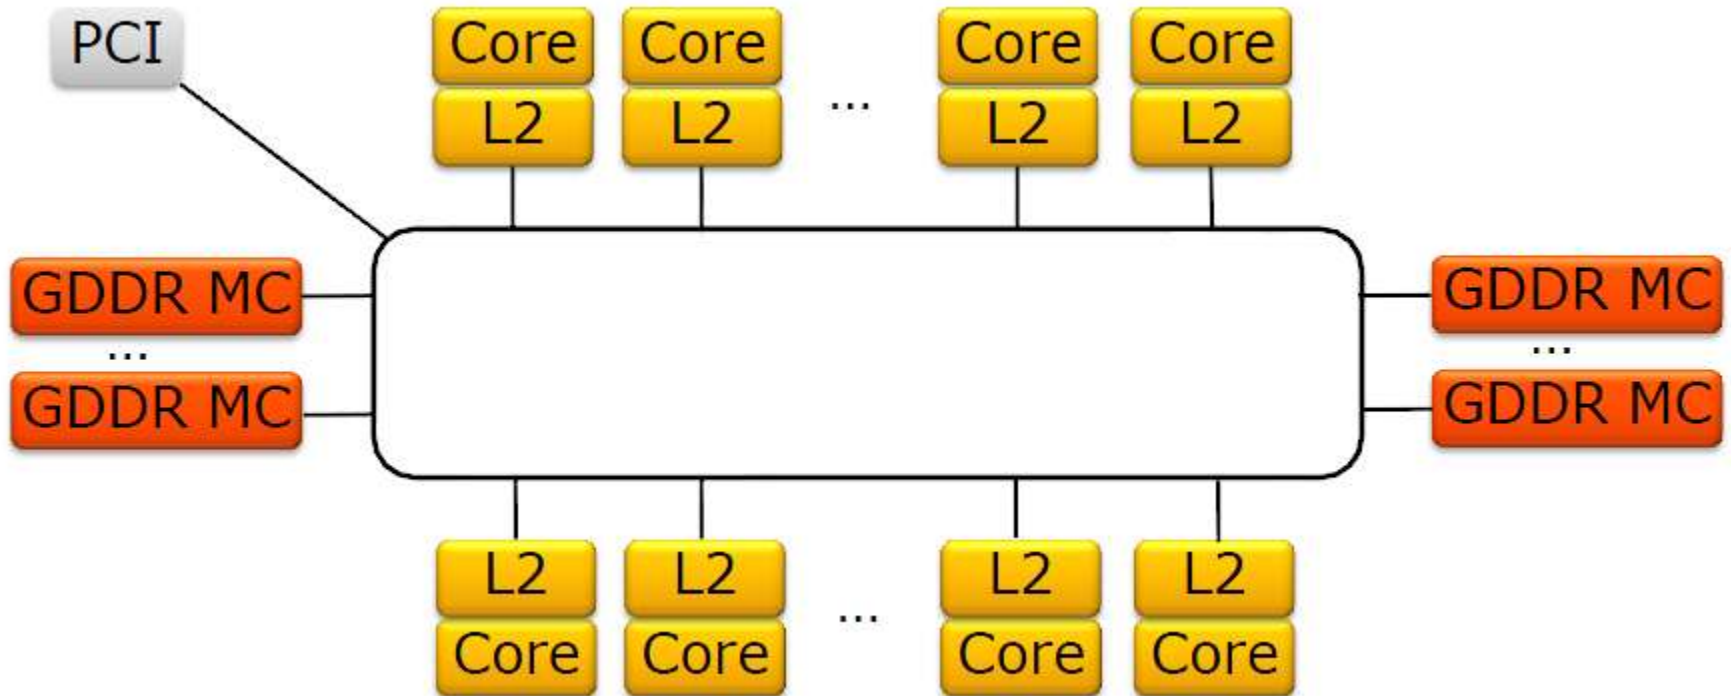 PCI
Core Core Core Core
L2 L2 ... L2 L2
GDDR MC GDDR MC
... ...
GDDR MC GDDR MC
L2 L2 ... L2 L2
Core Core Core Core